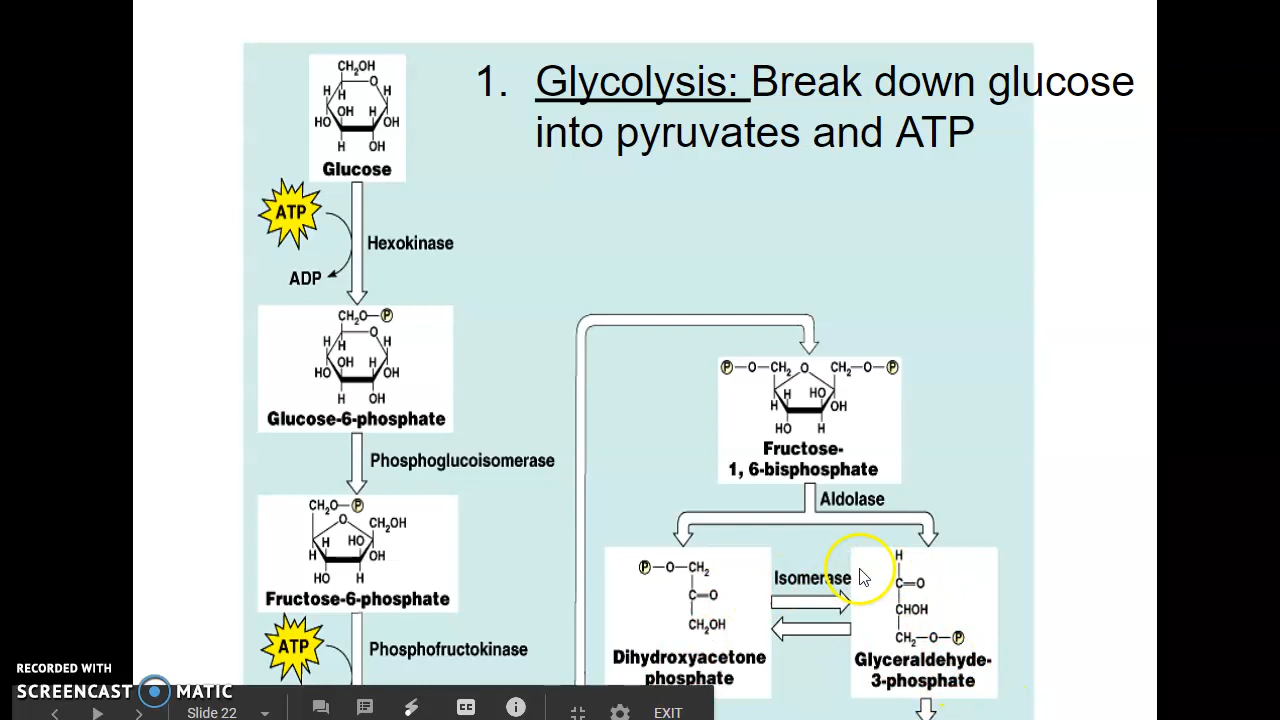 1. Glycolysis: Break down glucose
into pyruvates and ATP
CH₂OH
O
H
H
H
OH
H
HO
OH
H
OH
Glucose
ATP
Hexokinase
ADP
CH₂O—P
O
H
H
H
OH
H
HO
OH
H
OH
Glucose-6-phosphate
Phosphoglucoisomerase
CH₂O—P
O
CH₂OH
H
HO
H
OH
HO
H
Fructose-6-phosphate
ATP
Phosphofructokinase
P—O—CH₂
O
CH₂—O—P
H
HO
H
OH
HO
H
Fructose-
1, 6-bisphosphate
Aldolase
P—O—CH₂
C=O
CH₂OH
Dihydroxyacetone
phosphate
Isomerase
H
C=O
CHOH
CH₂—O—P
Glyceraldehyde-
3-phosphate
RECORDED WITH
SCREENCAST MATIC
Slide 22
CC
EXIT